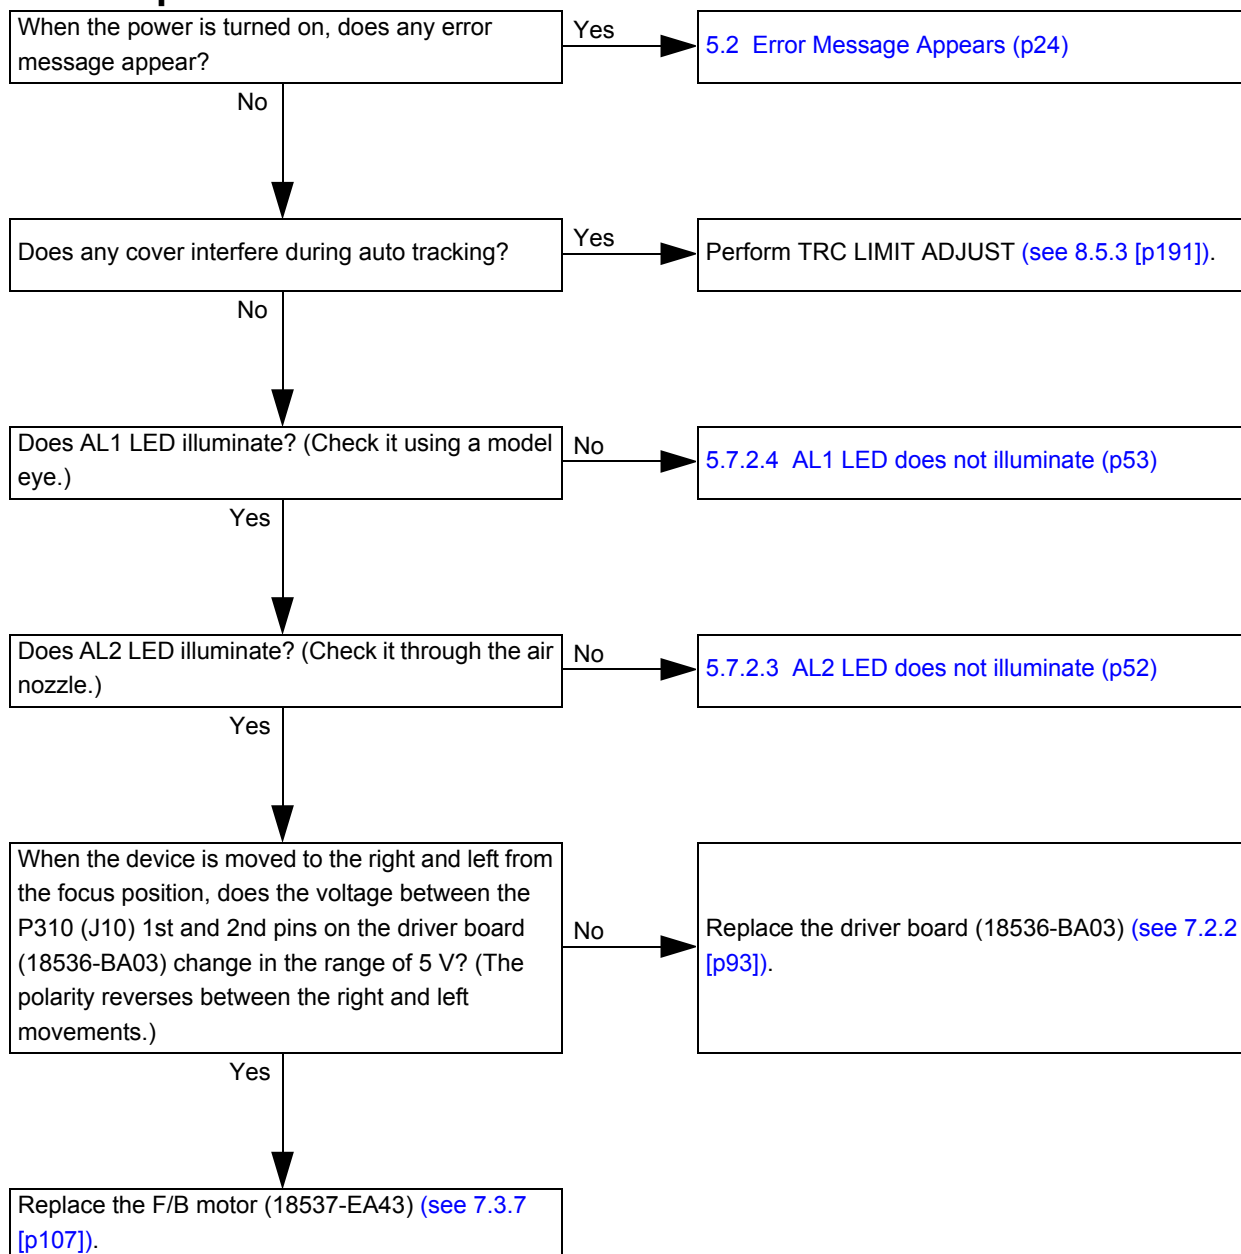 When the power is turned on, does any error
message appear?
Yes
5.2 Error Message Appears (p24)
No
Does any cover interfere during auto tracking?
Yes
Perform TRC LIMIT ADJUST (see 8.5.3 [p191]).
No
Does AL1 LED illuminate? (Check it using a model
eye.)
No
5.7.2.4 AL1 LED does not illuminate (p53)
Yes
Does AL2 LED illuminate? (Check it through the air
nozzle.)
No
5.7.2.3 AL2 LED does not illuminate (p52)
Yes
When the device is moved to the right and left from
the focus position, does the voltage between the
P310 (J10) 1st and 2nd pins on the driver board
(18536-BA03) change in the range of 5 V? (The
polarity reverses between the right and left
movements.)
No
Replace the driver board (18536-BA03) (see 7.2.2
[p93]).
Yes
Replace the F/B motor (18537-EA43) (see 7.3.7
[p107]).